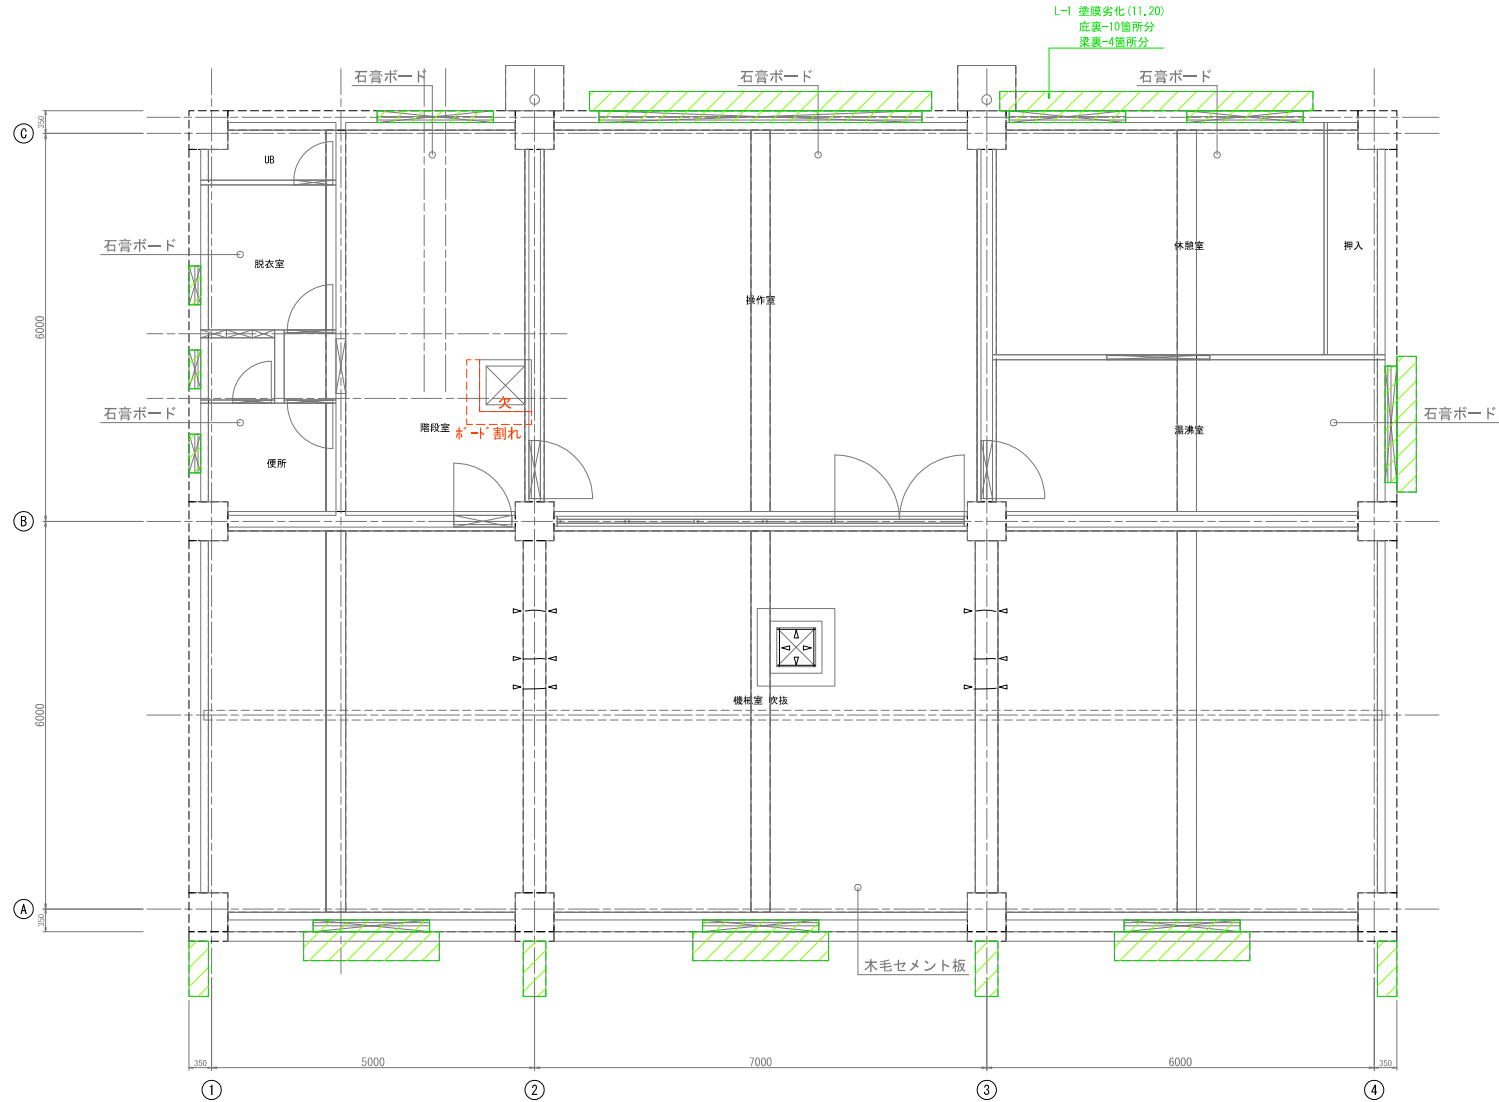 L-1 塗膜劣化(11.20)
庇裏-10箇所分
梁裏-4箇所分
石膏ボード
石膏ボード
石膏ボード
350
C
UB
石膏ボード
脱衣室
休憩室
押入
操作室
6000
欠
石膏ボード
階段室
ボード割れ
湯沸室
石膏ボード
便所
B
機械室 吹抜
6000
A
350
木毛セメント板
350
5000
7000
6000
350
1
2
3
4